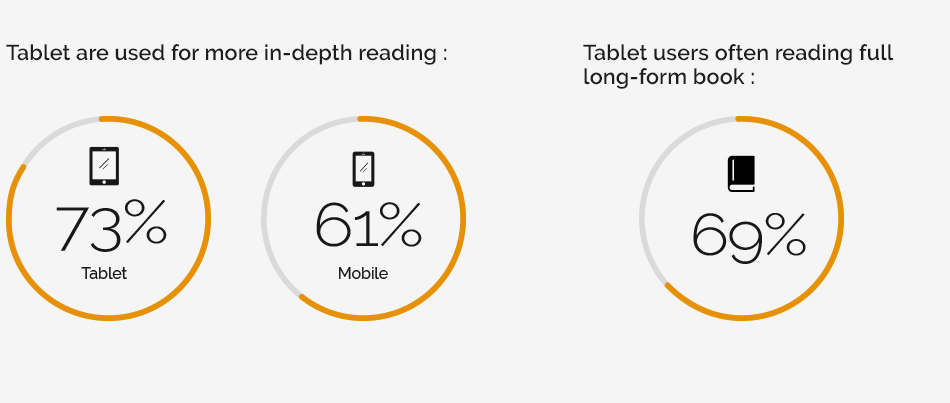 Tablet are used for more in-depth reading :
73%
Tablet
61%
Mobile
Tablet users often reading full
long-form book :
69%